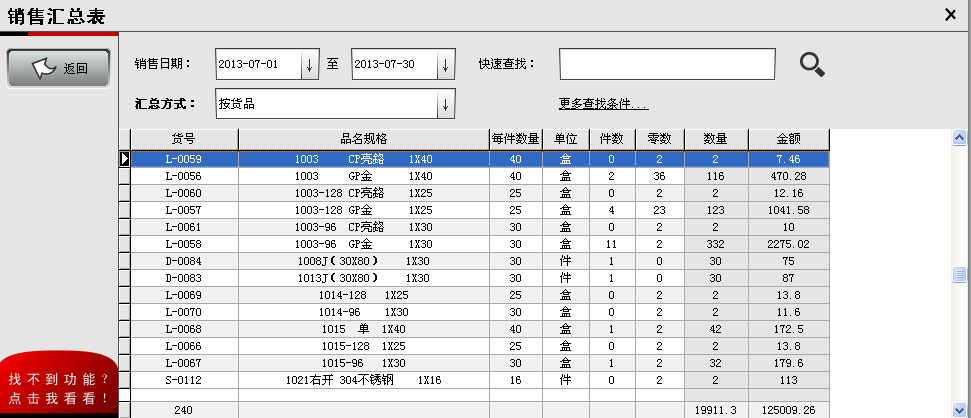 销售汇总表
返回
销售日期： 2013-07-01 至 2013-07-30 快速查找：
汇总方式： 按货品 更多查找条件...
货号 品名规格 每件数量 单位 件数 零数 数量 金额
L-0059 1003 CP亮鉻 1X40 40 盒 0 2 2 7.46
L-0056 1003 GP金 1X40 40 盒 2 36 116 470.28
L-0060 1003-128 CP亮鉻 1X25 25 盒 0 2 2 12.16
L-0057 1003-128 GP金 1X25 25 盒 4 23 123 1041.58
L-0061 1003-96 CP亮鉻 1X30 30 盒 0 2 2 10
L-0058 1003-96 GP金 1X30 30 盒 11 2 332 2275.02
D-0084 1008J(30X80) 1X30 30 件 1 0 30 75
D-0083 1013J(30X80) 1X30 30 件 1 0 30 87
L-0069 1014-128 1X25 25 盒 0 2 2 13.8
L-0070 1014-96 1X30 30 盒 0 2 2 11.6
L-0068 1015 单 1X40 40 盒 1 2 42 172.5
L-0066 1015-128 1X25 25 盒 0 2 2 13.8
L-0067 1015-96 1X30 30 盒 1 2 32 179.6
S-0112 1021右开 304不锈钢 1X16 16 件 0 2 2 113
240 19911.3 125009.26
找不到功能？
点击我看看！